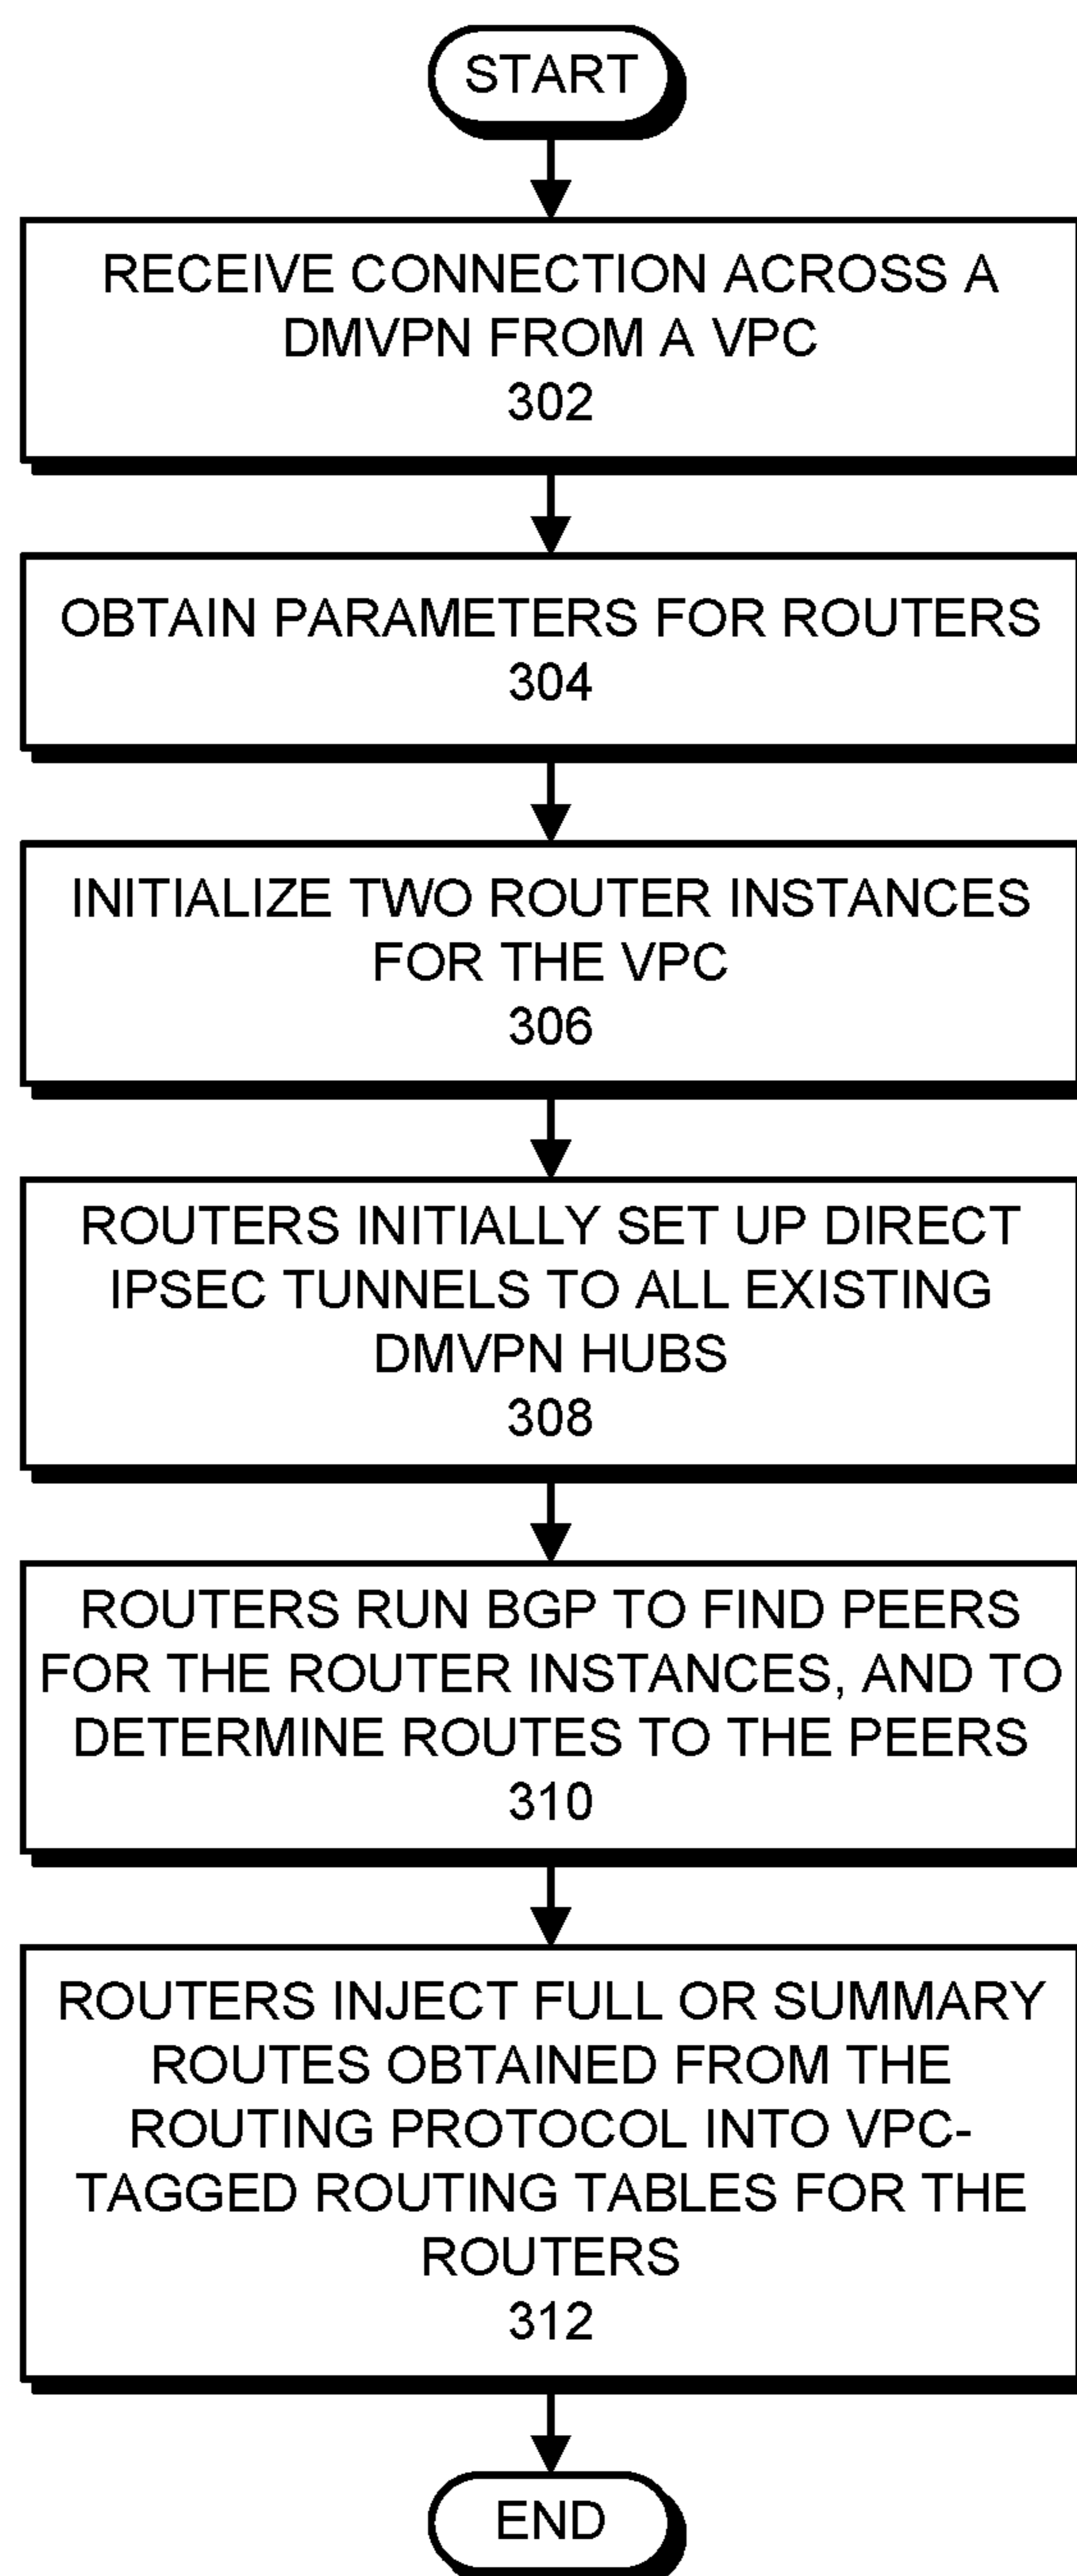 START
RECEIVE CONNECTION ACROSS A
DMVPN FROM A VPC
302
OBTAIN PARAMETERS FOR ROUTERS
304
INITIALIZE TWO ROUTER INSTANCES
FOR THE VPC
306
ROUTERS INITIALLY SET UP DIRECT
IPSEC TUNNELS TO ALL EXISTING
DMVPN HUBS
308
ROUTERS RUN BGP TO FIND PEERS
FOR THE ROUTER INSTANCES, AND TO
DETERMINE ROUTES TO THE PEERS
310
ROUTERS INJECT FULL OR SUMMARY
ROUTES OBTAINED FROM THE
ROUTING PROTOCOL INTO VPC-
TAGGED ROUTING TABLES FOR THE
ROUTERS
312
END